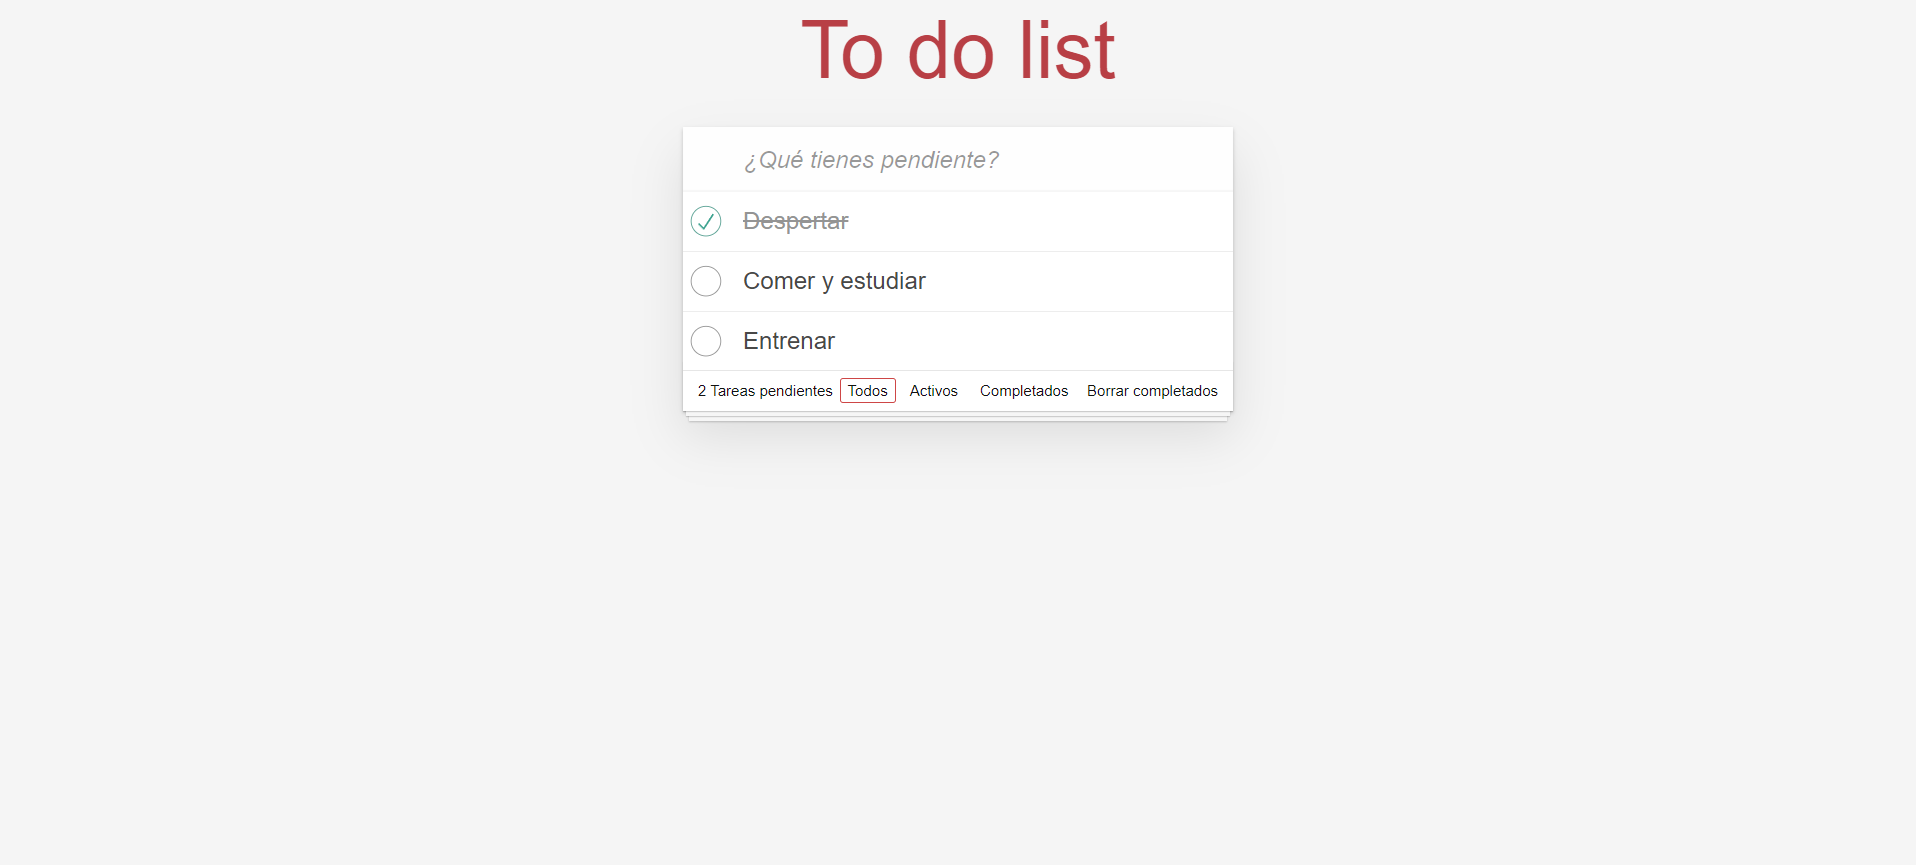 To do list
¿Qué tienes pendiente?
Despertar
Comer y estudiar
Entrenar
2 Tareas pendientes Todos Activos Completados Borrar completados